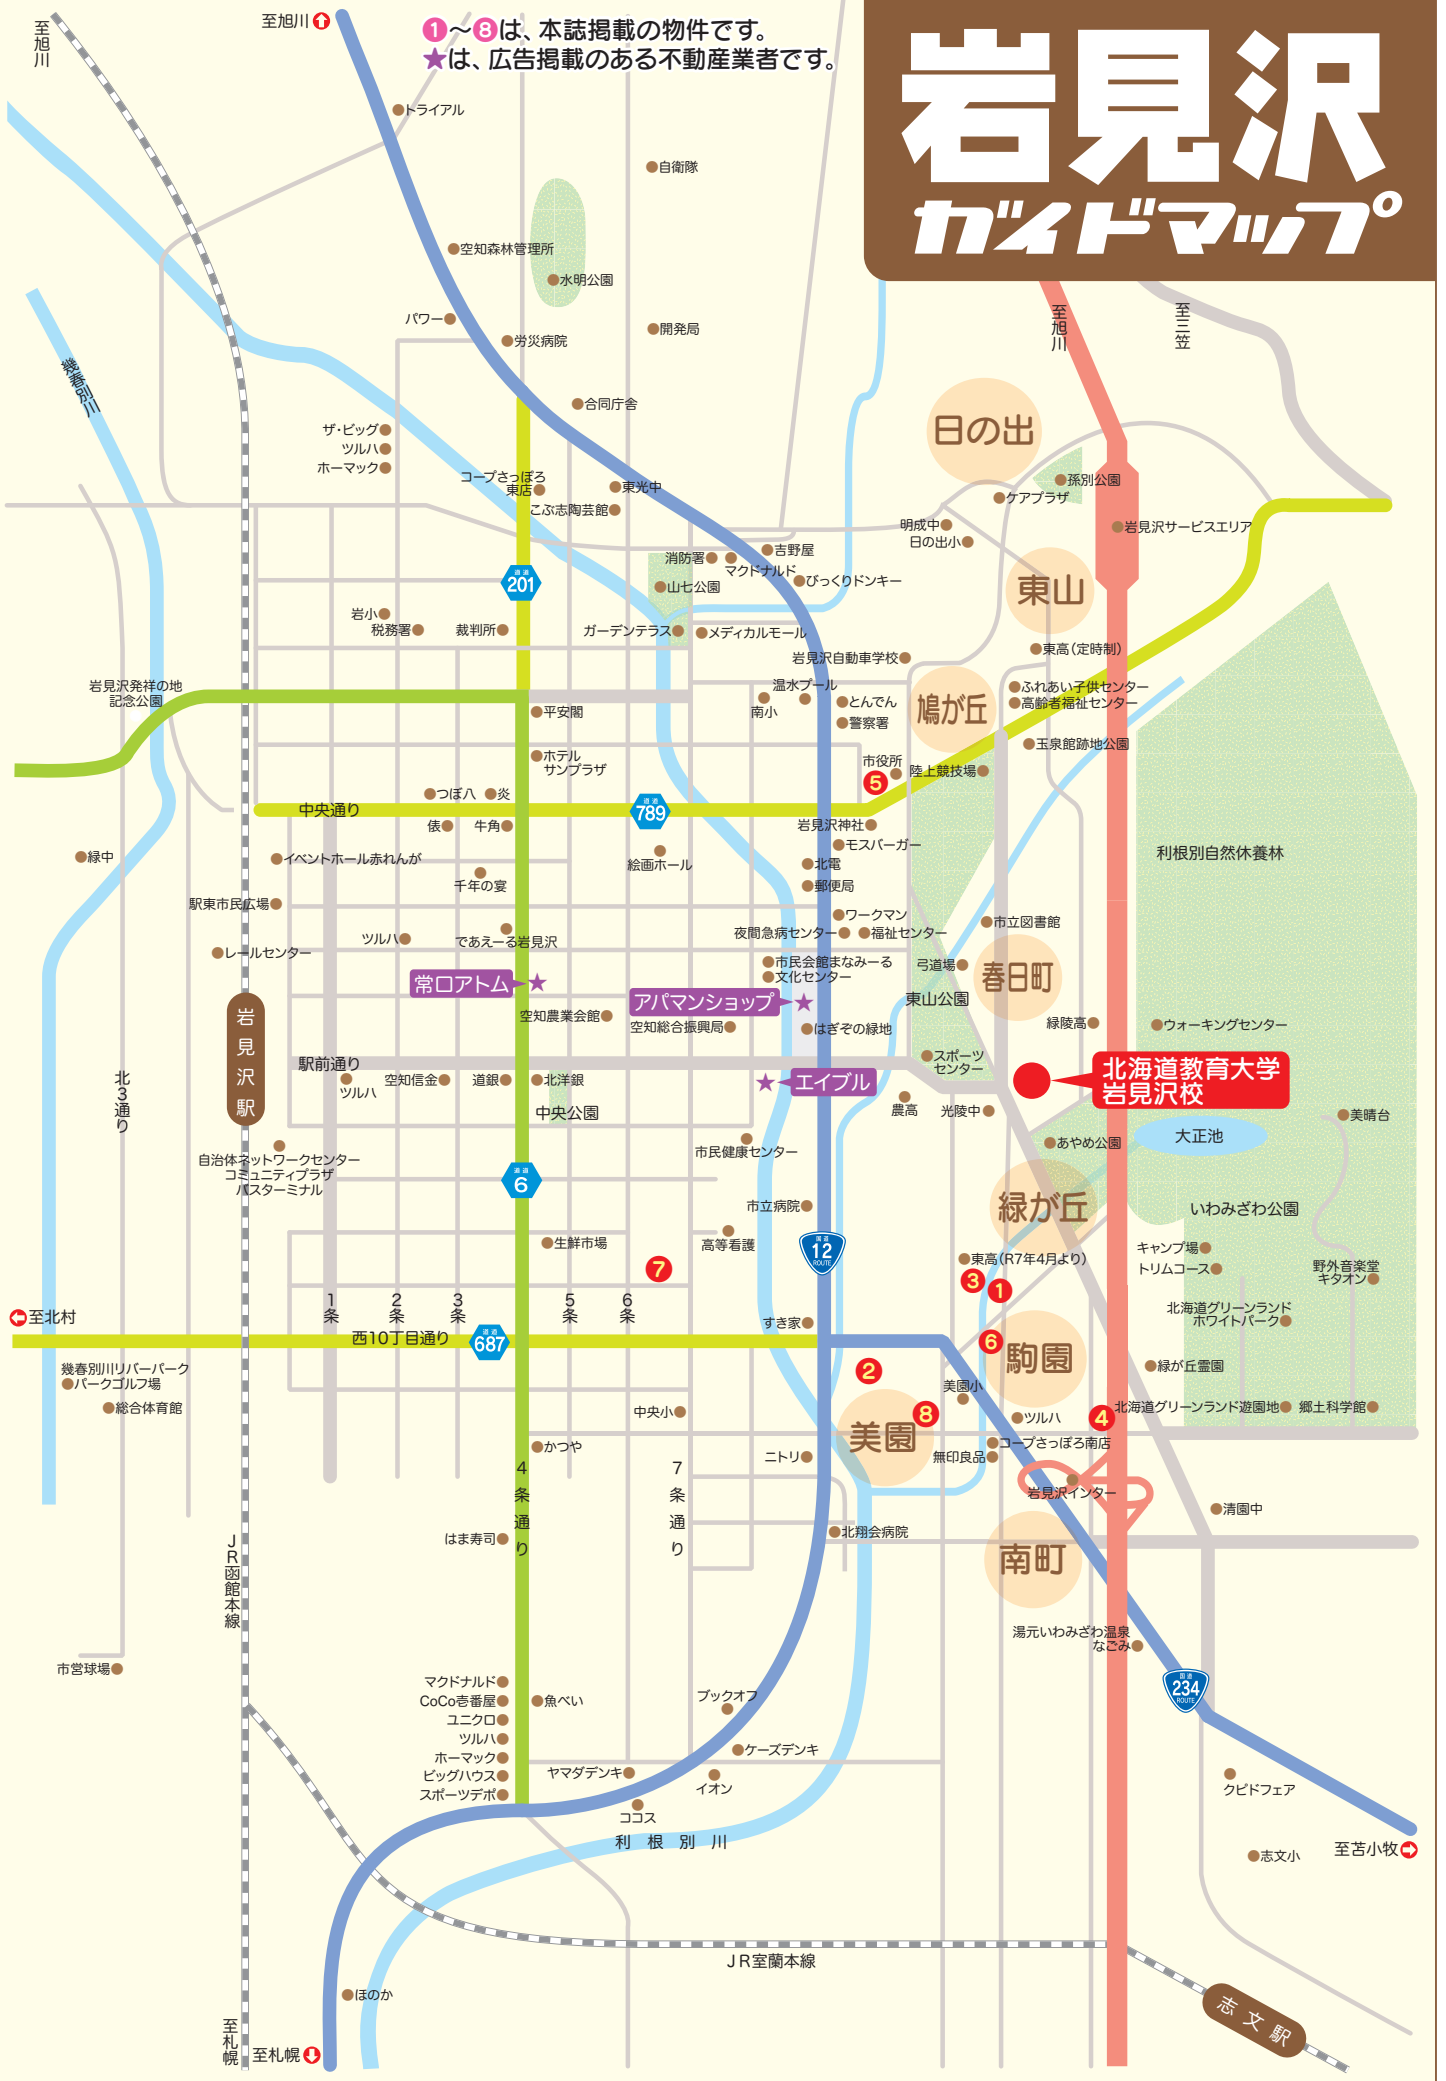 至旭川
至旭川
1～8は、本誌掲載の物件です。
★は、広告掲載のある不動産業者です。
岩見沢
ガイドマップ
トライアル
自衛隊
空知森林管理所
水明公園
パワー
労災病院
開発局
至旭川
至三笠
幾春別川
合同庁舎
日の出
ザ・ビッグ
ツルハ
ホーマック
コープさっぽろ
東店
東光中
こぶ志陶芸館
孫別公園
ケアプラザ
明成中
日の出小
岩見沢サービスエリア
消防署
吉野屋
マクドナルド
びっくりドンキー
道道
201
山七公園
東山
岩小
税務署
裁判所
ガーデンテラス
メディカルモール
岩見沢自動車学校
東高（定時制）
岩見沢発祥の地
記念公園
温水プール
南小
とんでん
警察署
鳩が丘
ふれあい子供センター
高齢者福祉センター
平安閣
玉泉館跡地公園
ホテル
サンプラザ
市役所
5
陸上競技場
つぼ八
炎
中央通り
道道
789
俵
牛角
岩見沢神社
モスバーガー
緑中
イベントホール赤れんが
千年の宴
絵画ホール
北電
郵便局
利根別自然休養林
駅東市民広場
ワークマン
市立図書館
レールセンター
ツルハ
であえーる岩見沢
夜間急病センター
福祉センター
市民会館まなみーる
文化センター
弓道場
春日町
常口アトム
★
アパマンショップ
★
東山公園
岩見沢駅
空知農業会館
空知総合振興局
はぎぞの緑地
緑陵高
ウォーキングセンター
駅前通り
スポーツ
センター
北海道教育大学
岩見沢校
ツルハ
空知信金
道銀
北洋銀
★
エイブル
北3通り
中央公園
農高
光陵中
美晴台
あやめ公園
大正池
自治体ネットワークセンター
コミュニティプラザ
バスターミナル
市民健康センター
道道
6
市立病院
緑が丘
いわみざわ公園
生鮮市場
高等看護
国道
12
ROUTE
キャンプ場
トリムコース
東高（R7年4月より）
7
3
1
野外音楽堂
キタオン
1条
2条
3条
5条
6条
北海道グリーンランド
ホワイトパーク
至北村
西10丁目通り
道道
687
すき家
6
駒園
幾春別川リバーパーク
パークゴルフ場
2
緑が丘霊園
総合体育館
美園小
中央小
8
ツルハ
4
北海道グリーンランド遊園地
郷土科学館
美園
かつや
ニトリ
コープさっぽろ南店
無印良品
4条通り
7条通り
岩見沢インター
清園中
はま寿司
北翔会病院
JR函館本線
南町
湯元いわみざわ温泉
なごみ
市営球場
マクドナルド
CoCo壱番屋
ユニクロ
ツルハ
ホーマック
ビッグハウス
スポーツデポ
魚べい
ブックオフ
国道
234
ROUTE
ケーズデンキ
ヤマダデンキ
イオン
クピドフェア
ココス
利根別川
至苫小牧
志文小
JR室蘭本線
ほのか
志文駅
至札幌
至札幌